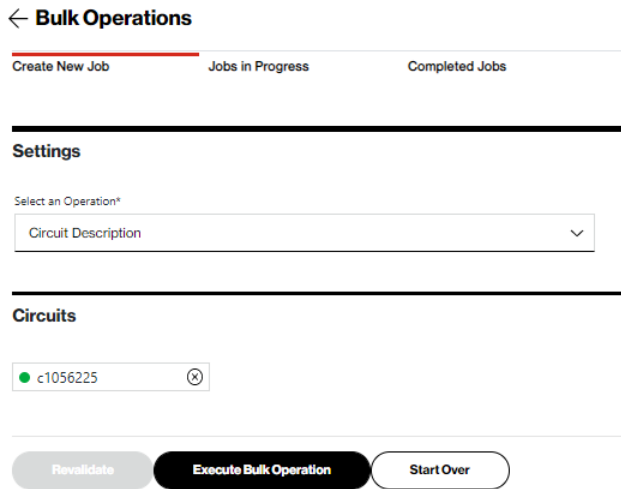 Bulk Operations
Create New Job Jobs in Progress Completed Jobs
Settings
Select an Operation*
Circuit Description
Circuits
c1056225
Revalidate Execute Bulk Operation Start Over